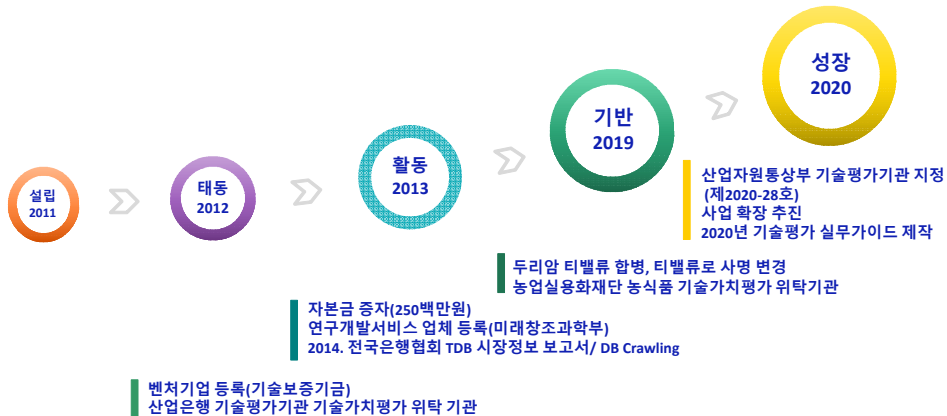 설립
2011
태동
2012
활동
2013
기반
2019
성장
2020
벤처기업 등록(기술보증기금)
산업은행 기술평가기관 기술가치평가 위탁 기관
자본금 증자(250백만원)
연구개발서비스 업체 등록(미래창조과학부)
2014. 전국은행협회 TDB 시장정보 보고서/ DB Crawling
두리암 티밸류 합병, 티밸류로 사명 변경
농업실용화재단 농식품 기술가치평가 위탁기관
산업자원통상부 기술평가기관 지정
(제2020-28호)
사업 확장 추진
2020년 기술평가 실무가이드 제작